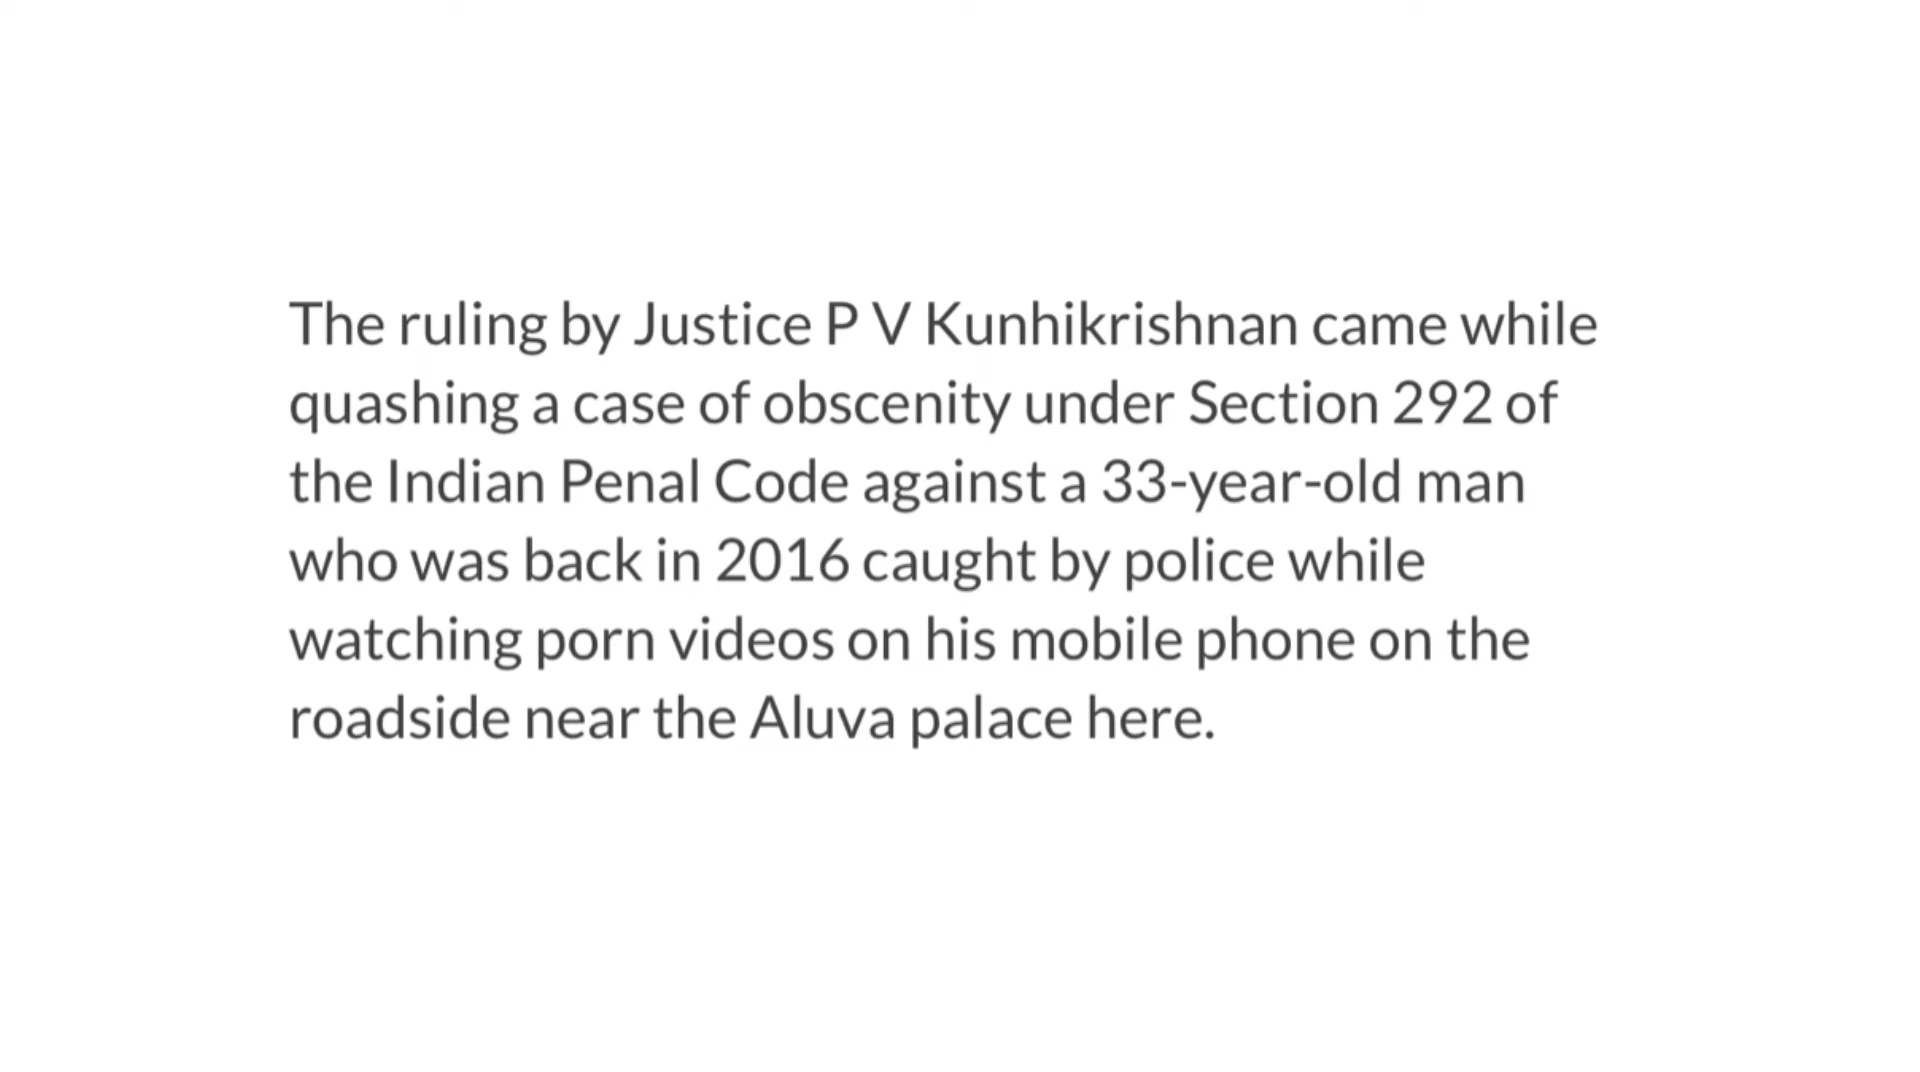 The ruling by Justice P V Kunhikrishnan came while
quashing a case of obscenity under Section 292 of
the Indian Penal Code against a 33-year-old man
who was back in 2016 caught by police while
watching porn videos on his mobile phone on the
roadside near the Aluva palace here.